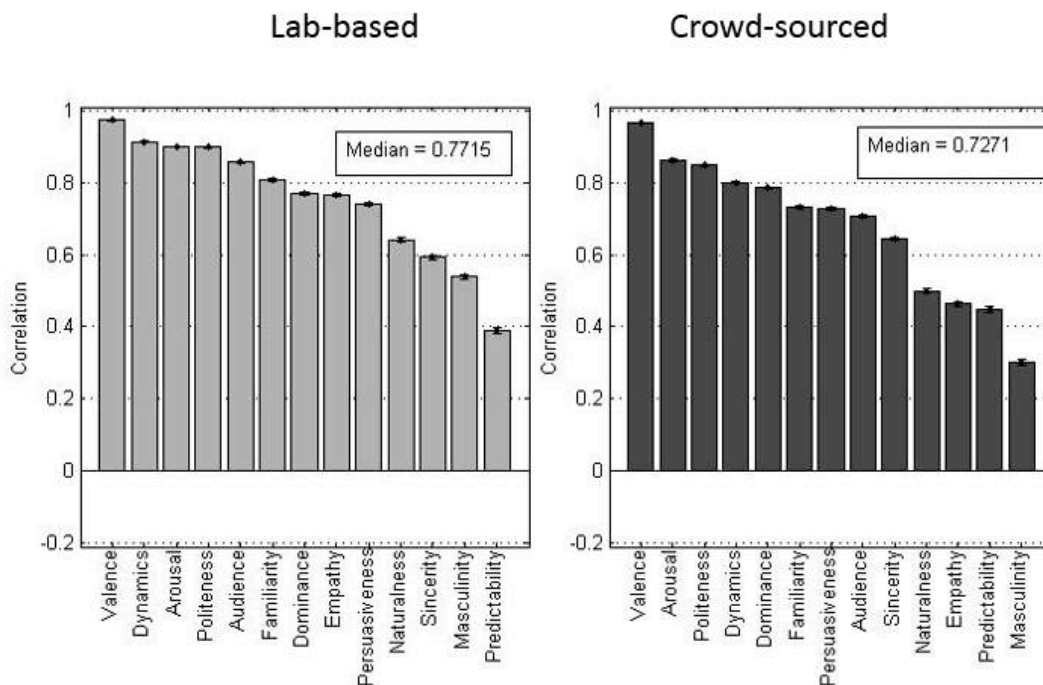 Lab-based
Crowd-sourced
1
0.8
0.6
0.4
0.2
0
-0.2
Correlation
Median = 0.7715
Valence
Dynamics
Arousal
Politeness
Audience
Familiarity
Dominance
Empathy
Persuasiveness
Naturalness
Sincerity
Masculinity
Predictability
1
0.8
0.6
0.4
0.2
0
-0.2
Correlation
Median = 0.7271
Valence
Arousal
Politeness
Dynamics
Dominance
Familiarity
Persuasiveness
Audience
Sincerity
Naturalness
Empathy
Predictability
Masculinity